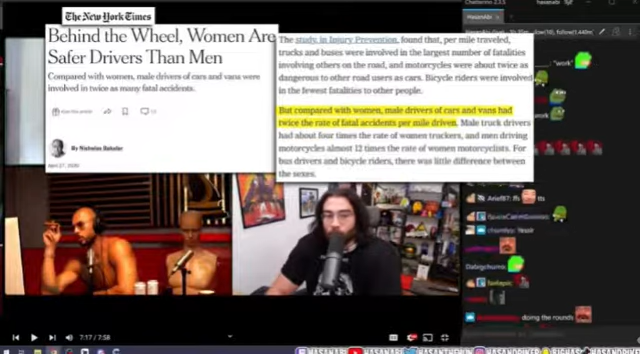 The New York Times
Behind the Wheel, Women Are
Safer Drivers Than Men
Compared with women, male drivers of cars and vans were
involved in twice as many fatal accidents.
By Nicholas Bakalar
April 27, 2020
The study, in Injury Prevention, found that, per mile traveled,
trucks and buses were involved in the largest number of fatalities
involving others on the road, and motorcycles were about twice as
dangerous to other road users as cars. Bicycle riders were involved
in the fewest fatalities to other people.
But compared with women, male drivers of cars and vans had
twice the rate of fatal accidents per mile driven. Male truck drivers
had about four times the rate of women truckers, and men driving
motorcycles almost 12 times the rate of women motorcyclists. For
bus drivers and bicycle riders, there was little difference between
the sexes.
"work"
doing the rounds
7:17 / 7:58